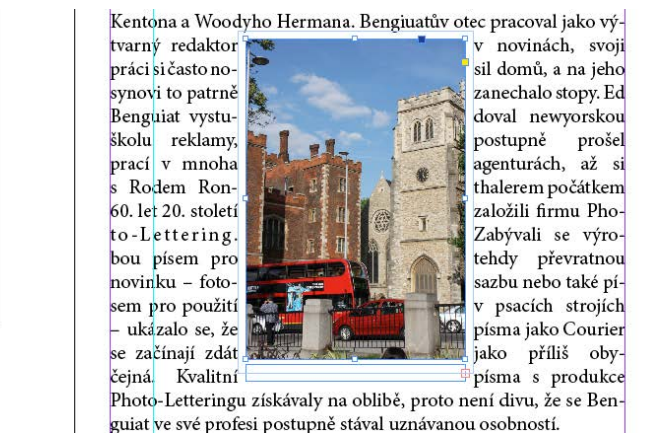 Kentona a Woodyho Hermana. Benguiatův otec pracoval jako vý-
tvarný redaktor v novinách, svoji
práci si často no- sil domů, a na jeho
synovi to patrně zanechalo stopy. Ed
Benguiat vystu- doval newyorskou
školu reklamy, postupně prošel
prací v mnoha agenturách, až si
s Rodem Ron- thalerem počátkem
60. let 20. století založili firmu Pho-
to-Lettering. Zabývali se výro-
bou písem pro tehdy převratnou
novinku – foto- sazbu nebo také pí-
sem pro použití v psacích strojích
– ukázalo se, že písma jako Courier
se začínají zdát jako příliš oby-
čejná. Kvalitní písma s produkce
Photo-Letteringu získávaly na oblibě, proto není divu, že se Ben-
guiat ve své profesi postupně stával uznávanou osobností.